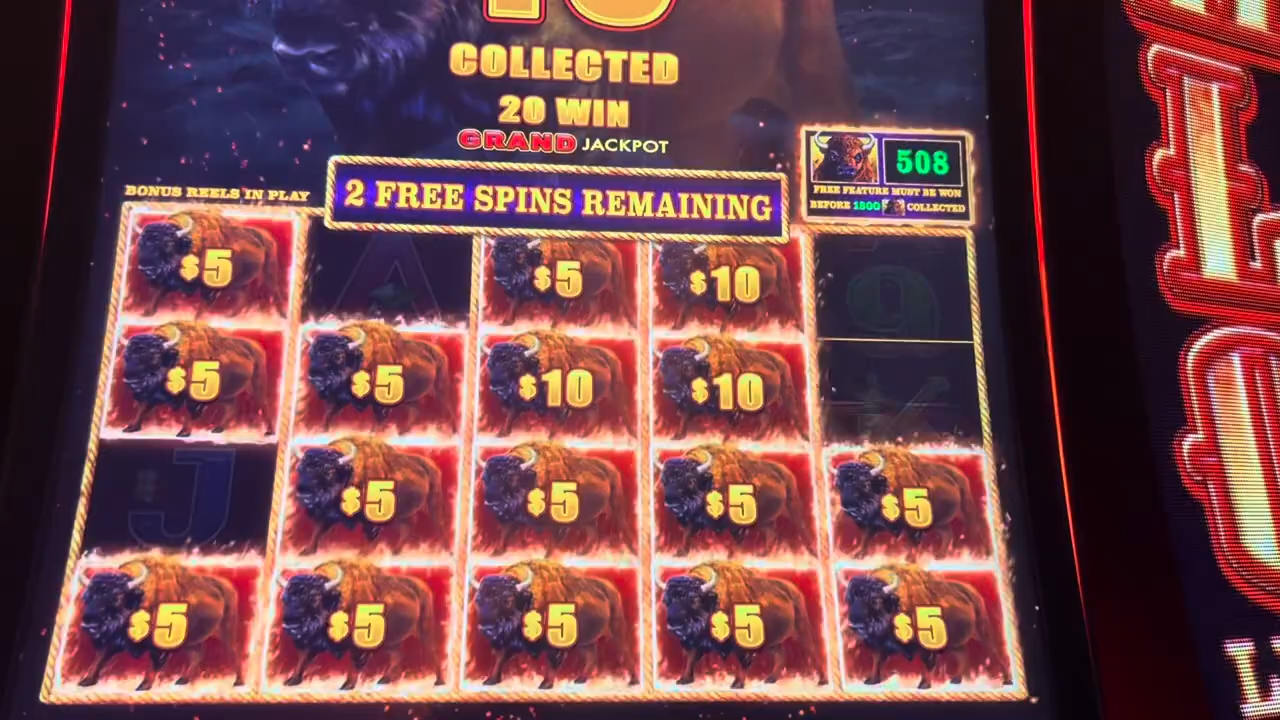 COLLECTED
20 WIN
GRAND JACKPOT
508
FREE FEATURE MUST BE WON
BEFORE 1800 COLLECTED
BONUS REELS IN PLAY
2 FREE SPINS REMAINING
$5 $5 $10
$5 $5 $10 $10
J $5 $5 $5 $5
$5 $5 $5 $5 $5